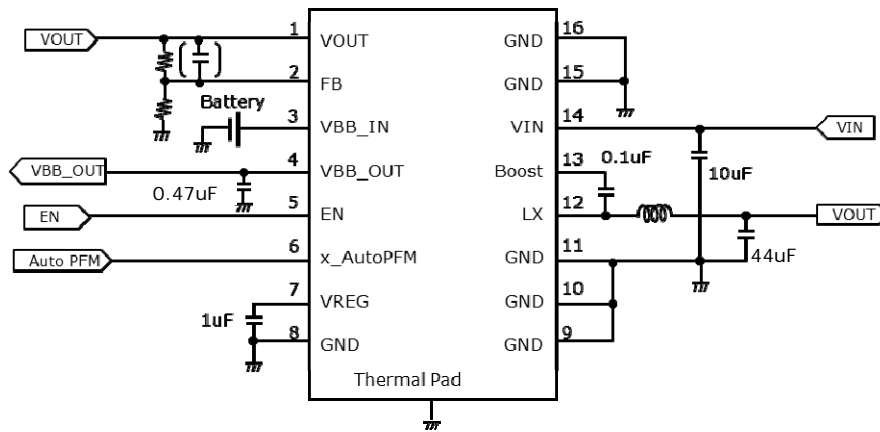 VOUT
1
VOUT
2
FB
Battery
3
VBB_IN
VBB_OUT
4
VBB_OUT
0.47uF
EN
5
EN
Auto PFM
6
x_AutoPFM
7
VREG
1uF
8
GND
Thermal Pad
16
GND
15
GND
14
VIN
VIN
13
Boost
0.1uF
10uF
12
LX
VOUT
44uF
11
GND
10
GND
9
GND